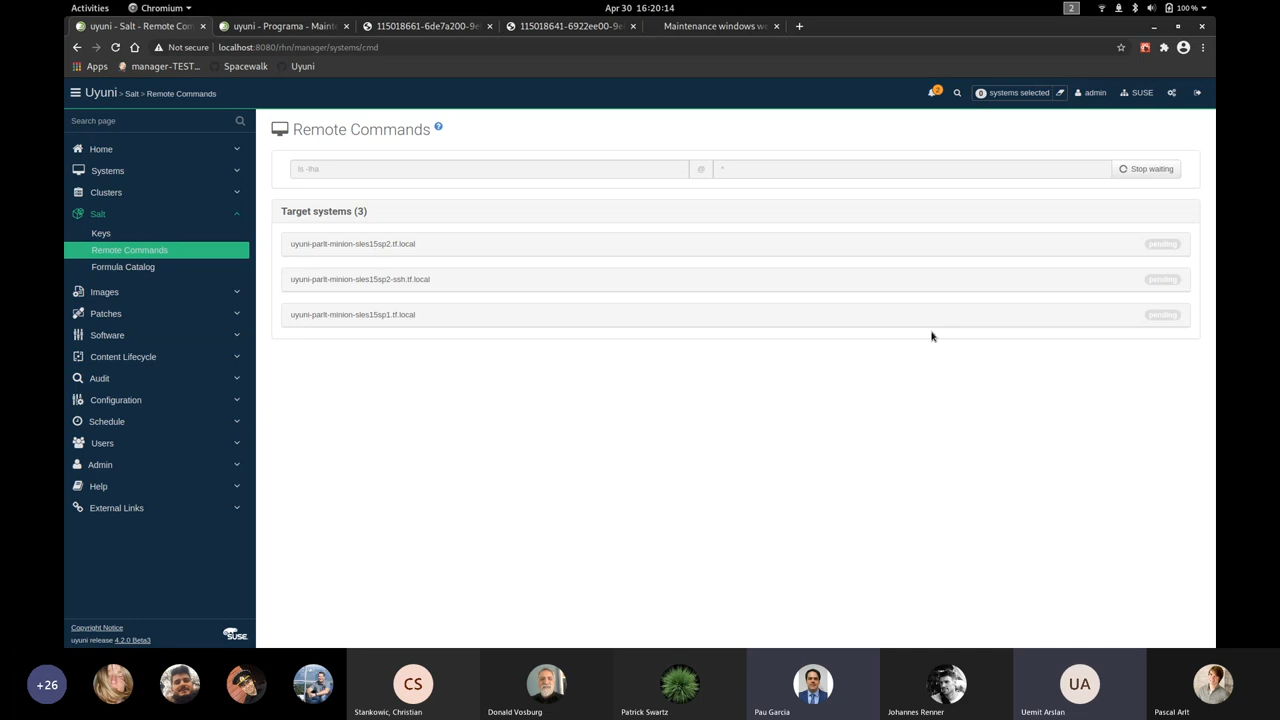 Activities
Chromium
Apr 30 16:20:14
2
100 %
uyuni - Salt - Remote Com
uyuni - Programa - Mainte
115018661-6de7a200-9e
115018641-6922ee00-9e
Maintenance windows w
Not secure
localhost:8080/rhn/manager/systems/cmd
Apps
manager-TEST...
Spacewalk
Uyuni
Uyuni > Salt > Remote Commands
2
0 systems selected
admin
SUSE
Search page
Home
Systems
Clusters
Salt
Keys
Remote Commands
Formula Catalog
Images
Patches
Software
Content Lifecycle
Audit
Configuration
Schedule
Users
Admin
Help
External Links
Copyright Notice
uyuni release 4.2.0 Beta3
SUSE
Remote Commands ?
ls -lha
@
*
Stop waiting
Target systems (3)
uyuni-parlt-minion-sles15sp2.tf.local
pending
uyuni-parlt-minion-sles15sp2-ssh.tf.local
pending
uyuni-parlt-minion-sles15sp1.tf.local
pending
+26
CS
UA
Stankovic, Christian
Donald Vosburg
Patrick Swartz
Pau Garcia
Johannes Renner
Uemit Arslan
Pascal Arlt